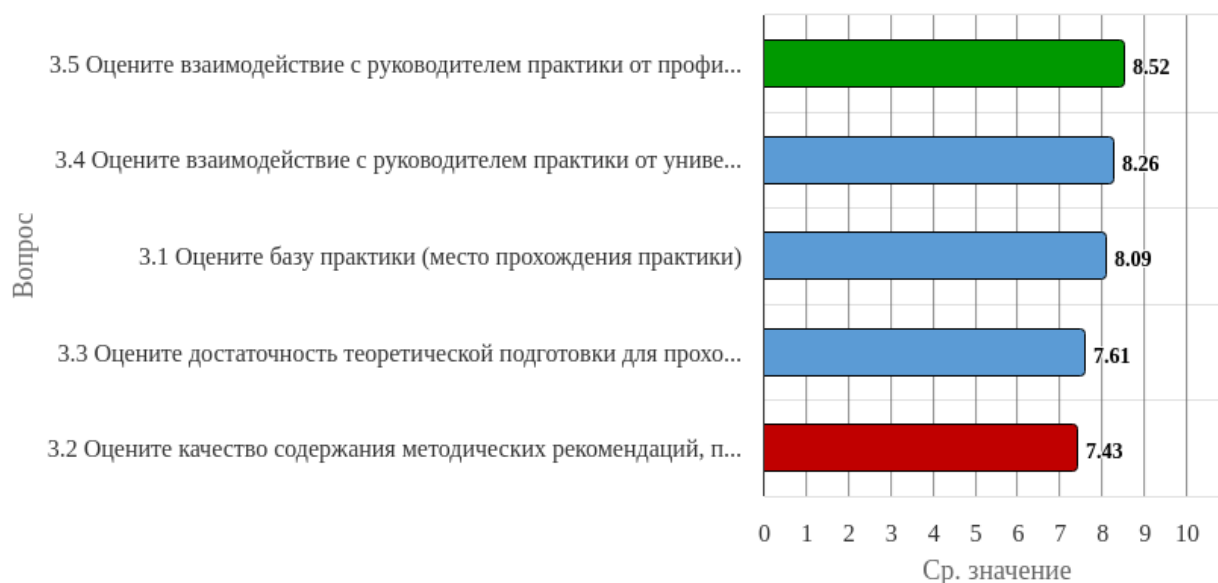 3.5 Оцените взаимодействие с руководителем практики от профи...
8.52
3.4 Оцените взаимодействие с руководителем практики от униве...
8.26
3.1 Оцените базу практики (место прохождения практики)
8.09
3.3 Оцените достаточность теоретической подготовки для прохо...
7.61
3.2 Оцените качество содержания методических рекомендаций, п...
7.43
Вопрос
0 1 2 3 4 5 6 7 8 9 10
Ср. значение